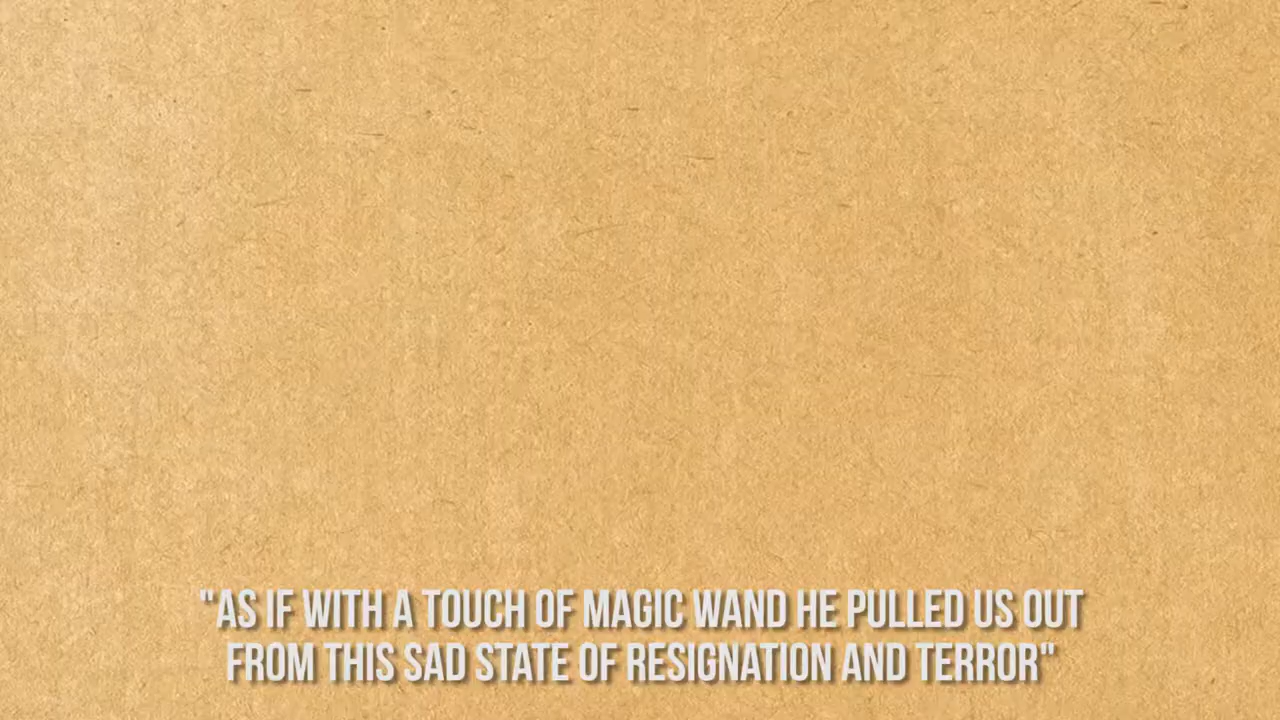 "AS IF WITH A TOUCH OF MAGIC WAND HE PULLED US OUT
FROM THIS SAD STATE OF RESIGNATION AND TERROR"